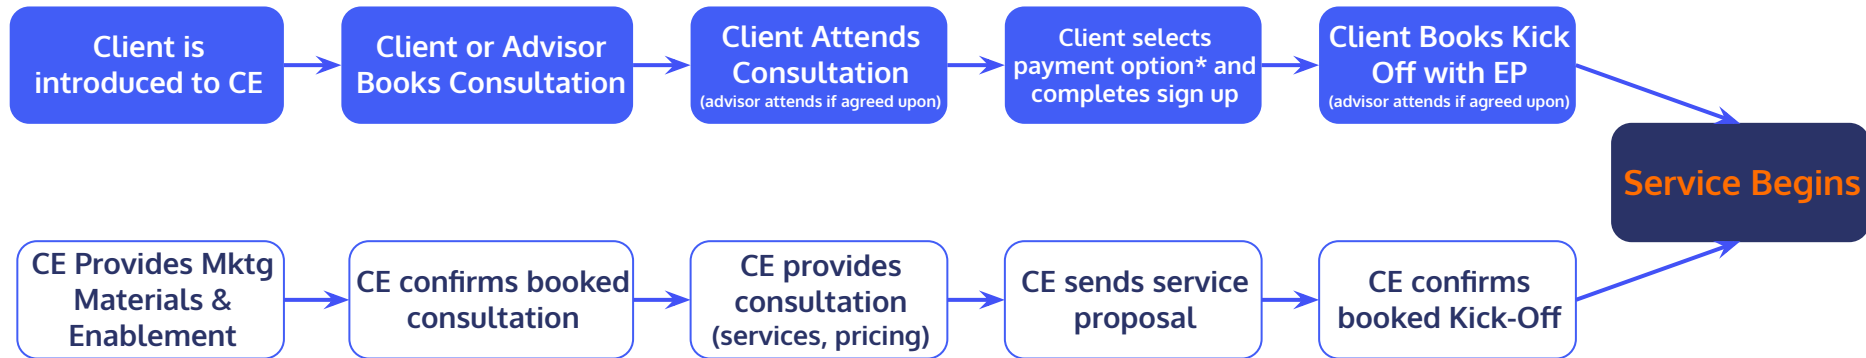 Client is
introduced to CE
Client or Advisor
Books Consultation
Client Attends
Consultation
(advisor attends if agreed upon)
Client selects
payment option* and
completes sign up
Client Books Kick
Off with EP
(advisor attends if agreed upon)
Service Begins
CE Provides Mktg
Materials &
Enablement
CE confirms booked
consultation
CE provides
consultation
(services, pricing)
CE sends service
proposal
CE confirms
booked Kick-Off